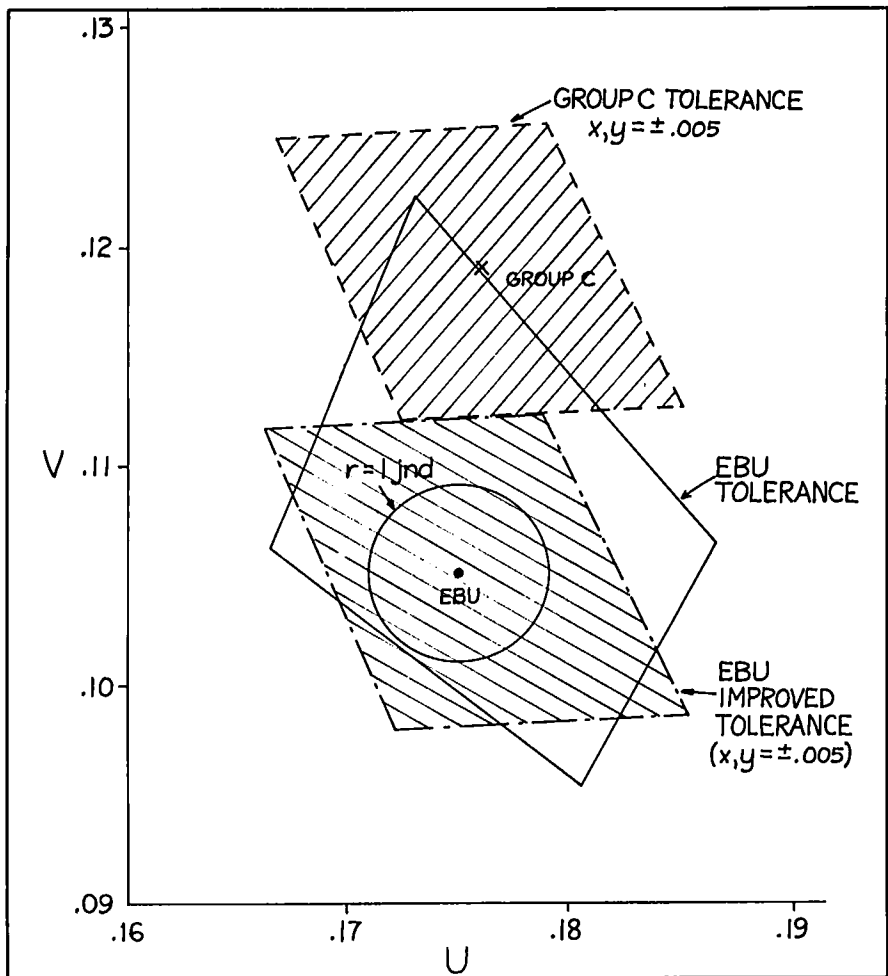 .13
GROUP C TOLERANCE
x,y = ± .005
.12
GROUP C
V
.11
r = 1 jnd
EBU
TOLERANCE
EBU
.10
EBU
IMPROVED
TOLERANCE
(x,y = ±.005)
.09
.16
.17
.18
.19
U